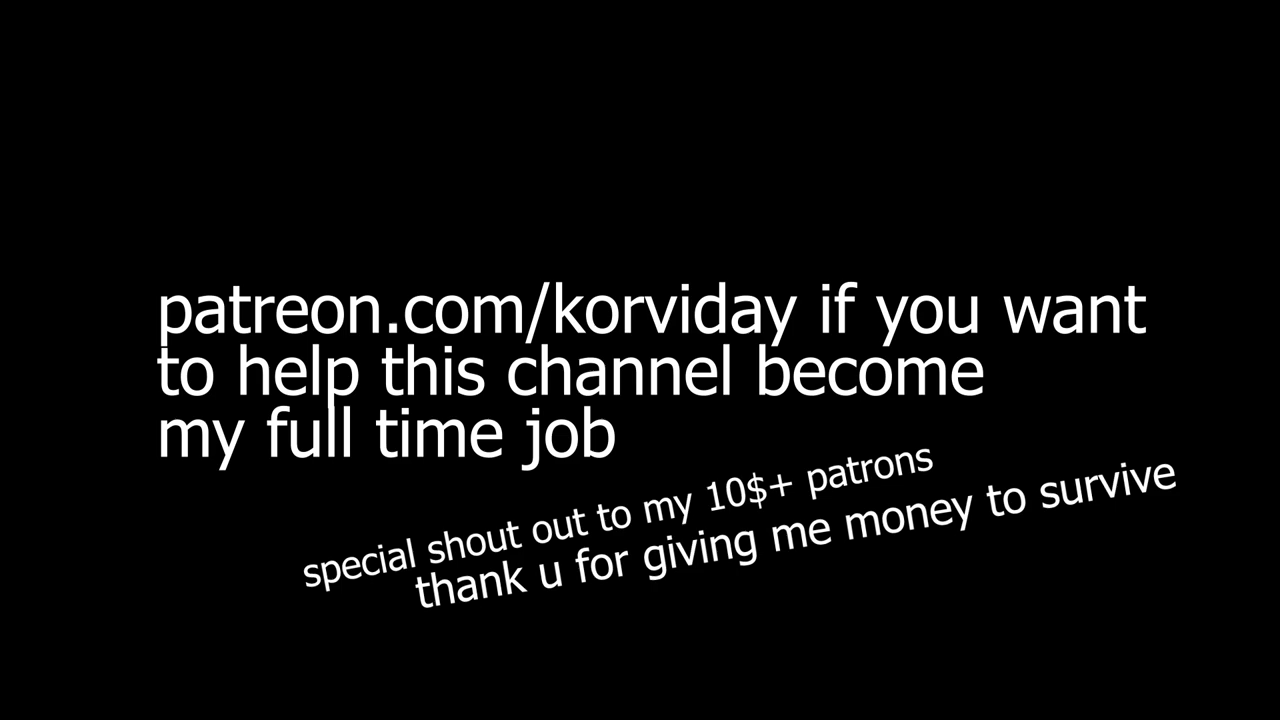 patreon.com/korviday if you want
to help this channel become
my full time job
special shout out to my 10$+ patrons
thank u for giving me money to survive